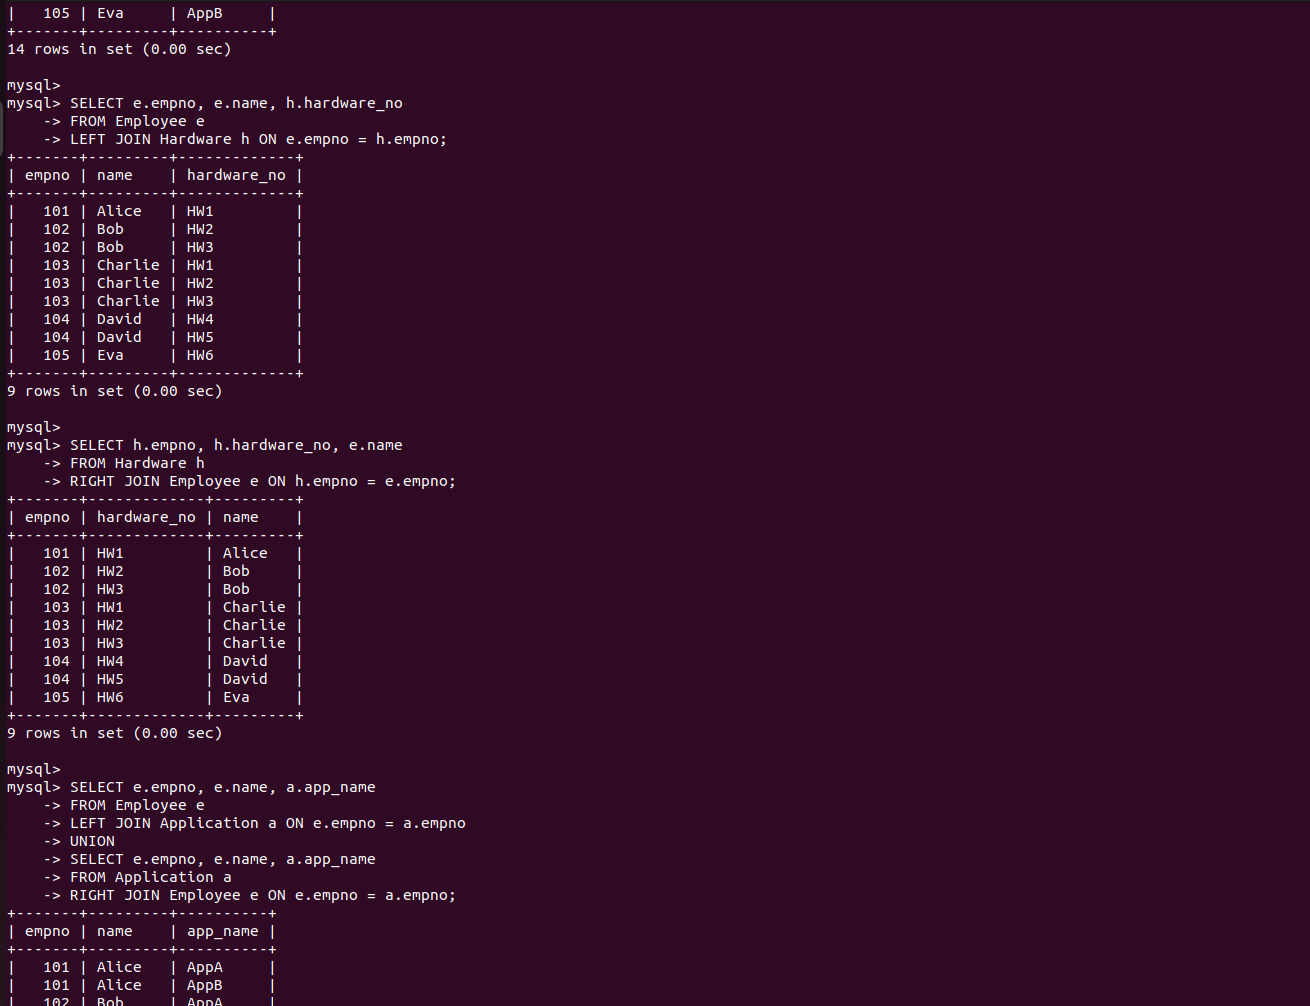 |   105 | Eva     | AppB     |
+-------+---------+----------+
14 rows in set (0.00 sec)
mysql>
mysql> SELECT e.empno, e.name, h.hardware_no
    -> FROM Employee e
    -> LEFT JOIN Hardware h ON e.empno = h.empno;
+-------+---------+-------------+
| empno | name    | hardware_no |
+-------+---------+-------------+
|   101 | Alice   | HW1         |
|   102 | Bob     | HW2         |
|   102 | Bob     | HW3         |
|   103 | Charlie | HW1         |
|   103 | Charlie | HW2         |
|   103 | Charlie | HW3         |
|   104 | David   | HW4         |
|   104 | David   | HW5         |
|   105 | Eva     | HW6         |
+-------+---------+-------------+
9 rows in set (0.00 sec)
mysql>
mysql> SELECT h.empno, h.hardware_no, e.name
    -> FROM Hardware h
    -> RIGHT JOIN Employee e ON h.empno = e.empno;
+-------+-------------+---------+
| empno | hardware_no | name    |
+-------+-------------+---------+
|   101 | HW1         | Alice   |
|   102 | HW2         | Bob     |
|   102 | HW3         | Bob     |
|   103 | HW1         | Charlie |
|   103 | HW2         | Charlie |
|   103 | HW3         | Charlie |
|   104 | HW4         | David   |
|   104 | HW5         | David   |
|   105 | HW6         | Eva     |
+-------+-------------+---------+
9 rows in set (0.00 sec)
mysql>
mysql> SELECT e.empno, e.name, a.app_name
    -> FROM Employee e
    -> LEFT JOIN Application a ON e.empno = a.empno
    -> UNION
    -> SELECT e.empno, e.name, a.app_name
    -> FROM Application a
    -> RIGHT JOIN Employee e ON e.empno = a.empno;
+-------+---------+----------+
| empno | name    | app_name |
+-------+---------+----------+
|   101 | Alice   | AppA     |
|   101 | Alice   | AppB     |
|   102 | Bob     | AppA     |